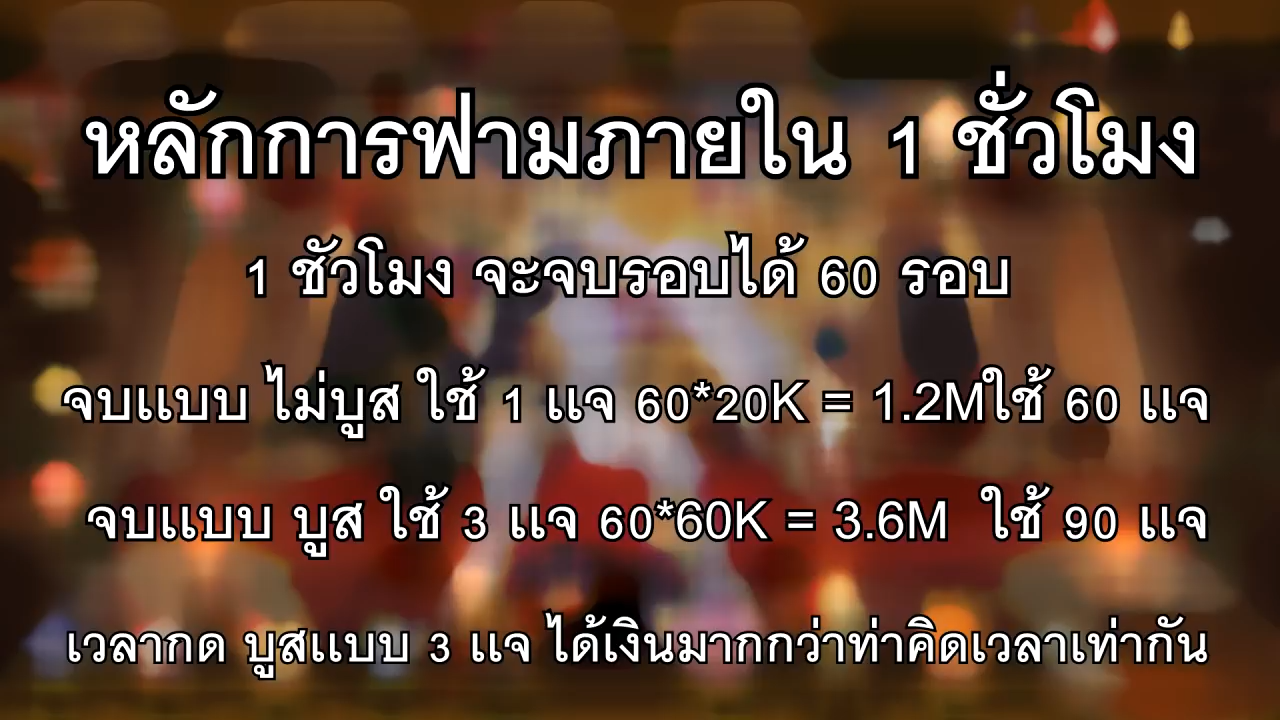 หลักการฟามภายใน 1 ชั่วโมง
1 ชัวโมง จะจบรอบได้ 60 รอบ
จบแบบ ไม่บูส ใช้ 1 แจ 60*20K = 1.2Mใช้ 60 แจ
จบแบบ บูส ใช้ 3 แจ 60*60K = 3.6M ใช้ 90 แจ
เวลากด บูสแบบ 3 แจ ได้เงินมากกว่าท่าคิดเวลาเท่ากัน